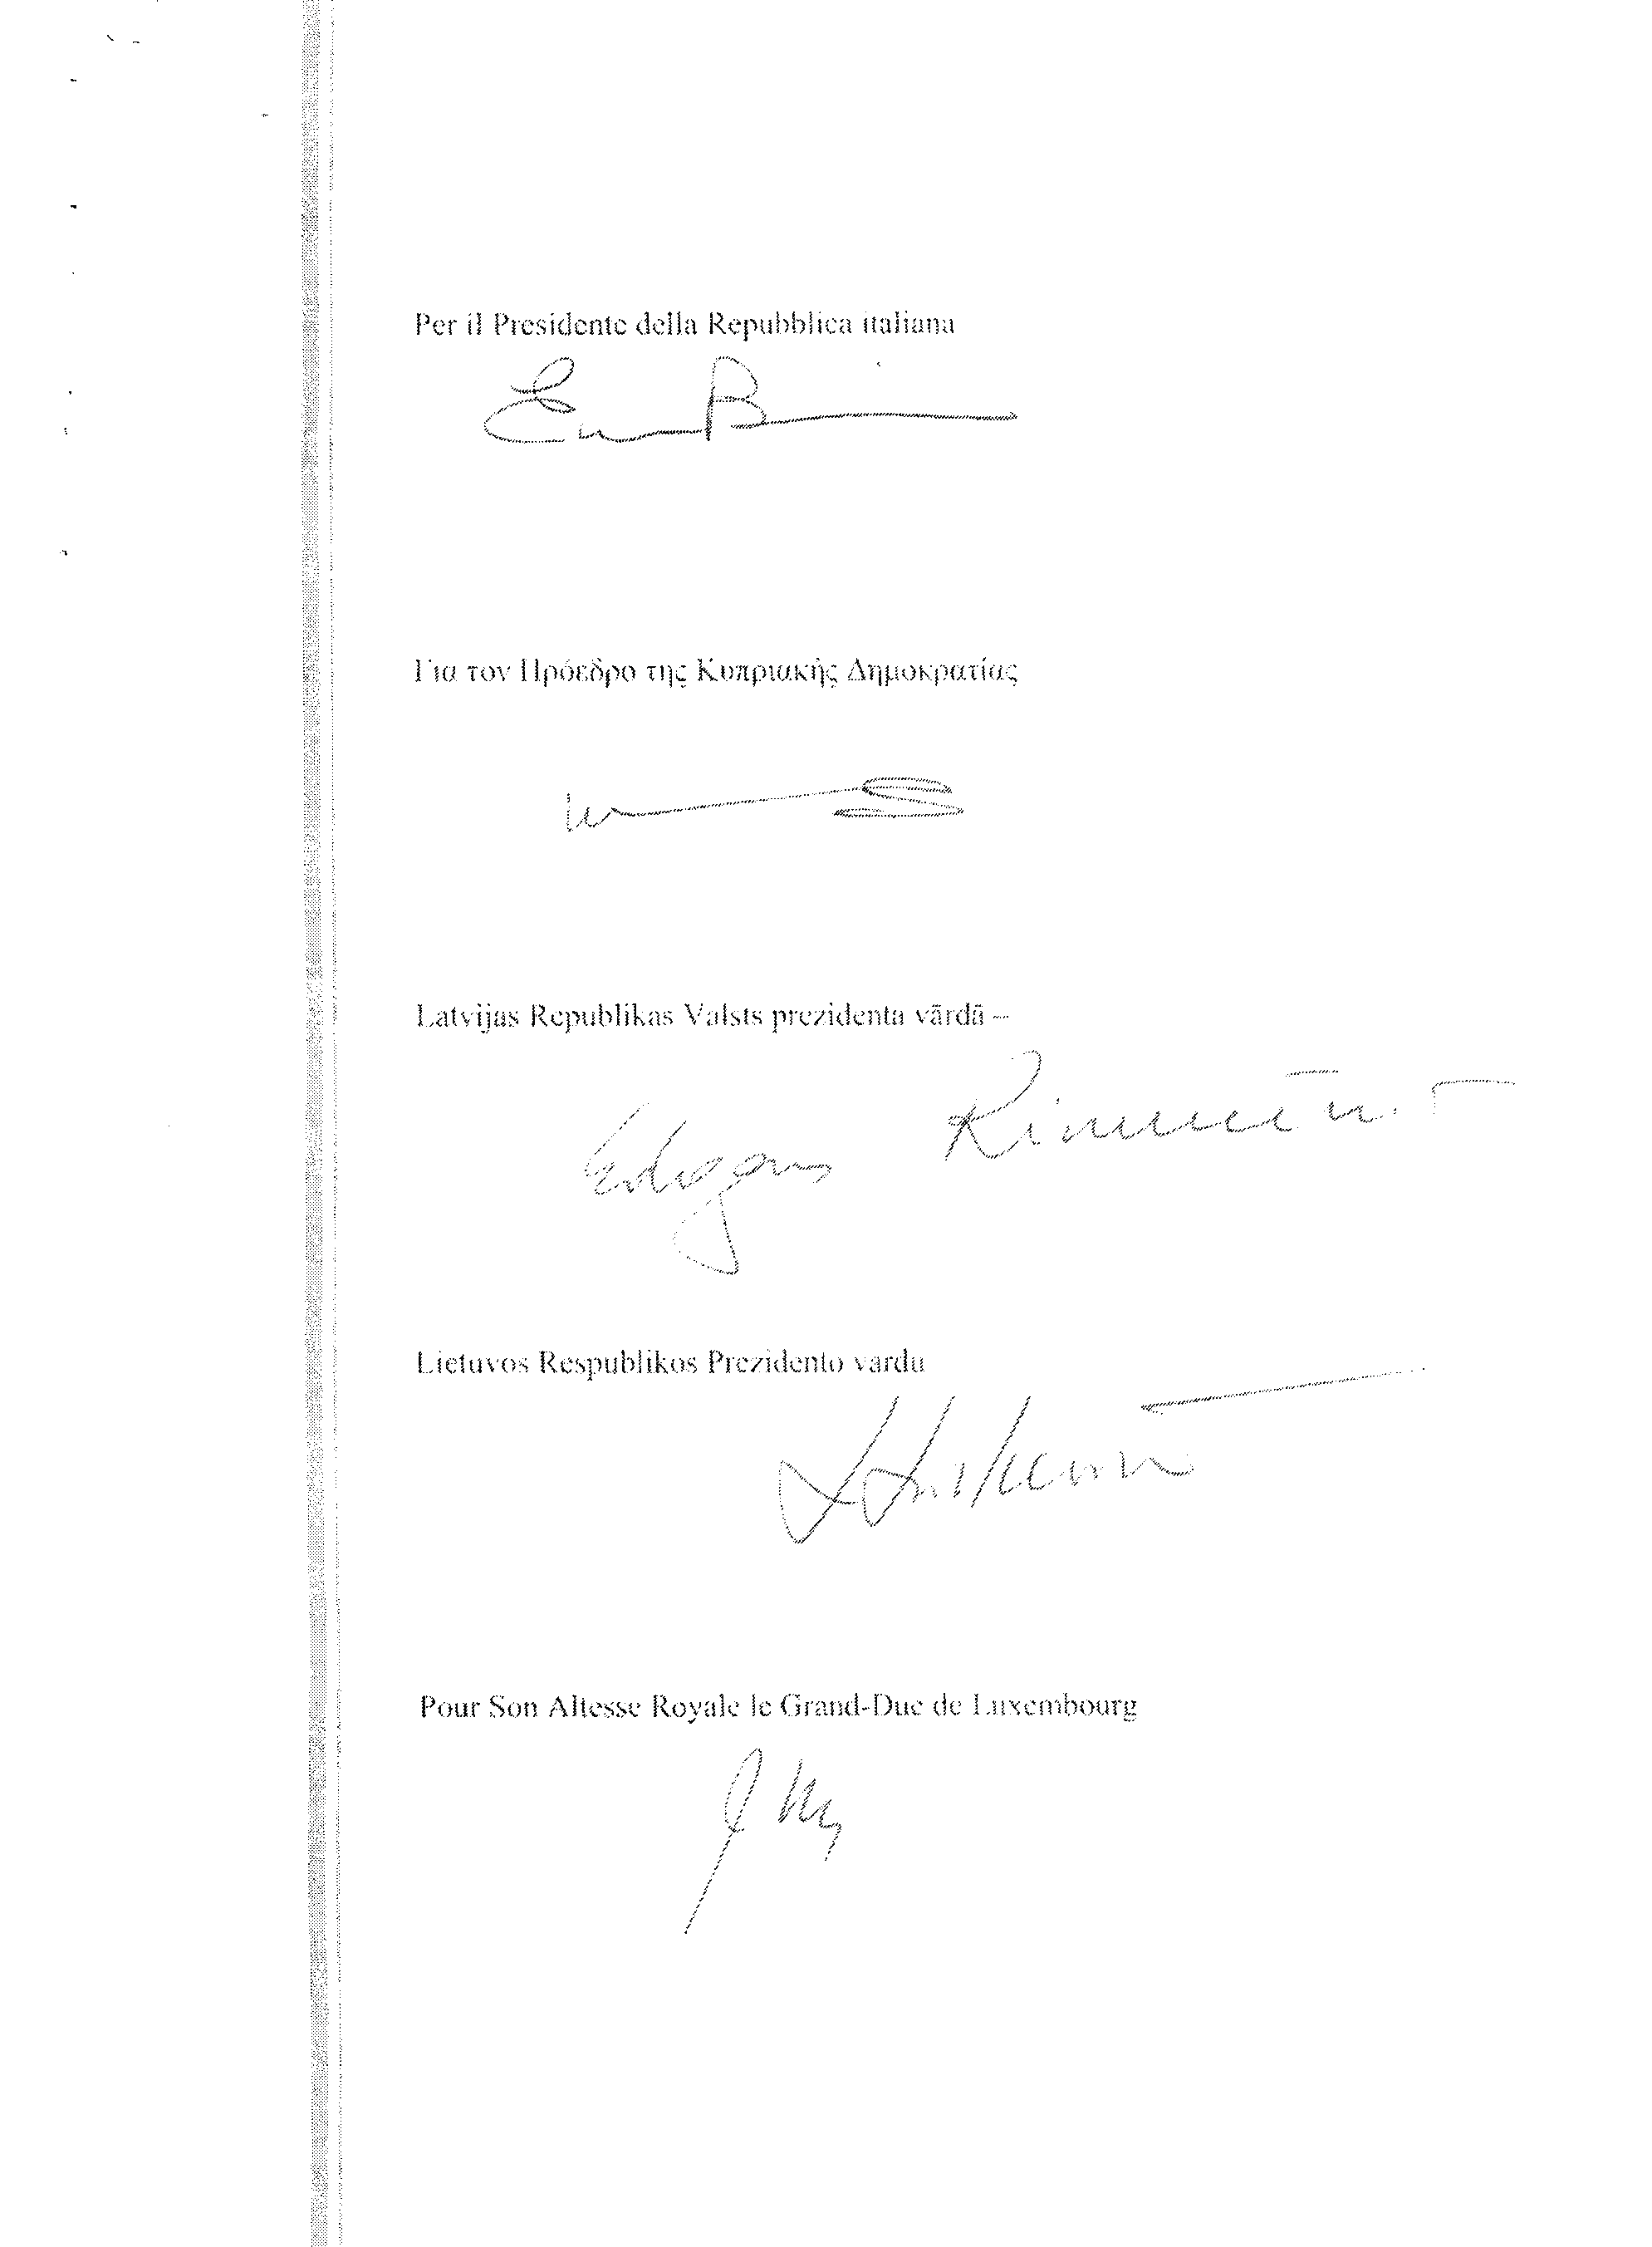 Per il Presidente della Repubblica italiana
Για τον Πρόεδρο της Κυπριακής Δημοκρατίας
Latvijas Republikas Valsts prezidenta vārdā –
Edgars
Lietuvos Respublikos Prezidento vardu
Pour Son Altesse Royale le Grand-Duc de Luxembourg